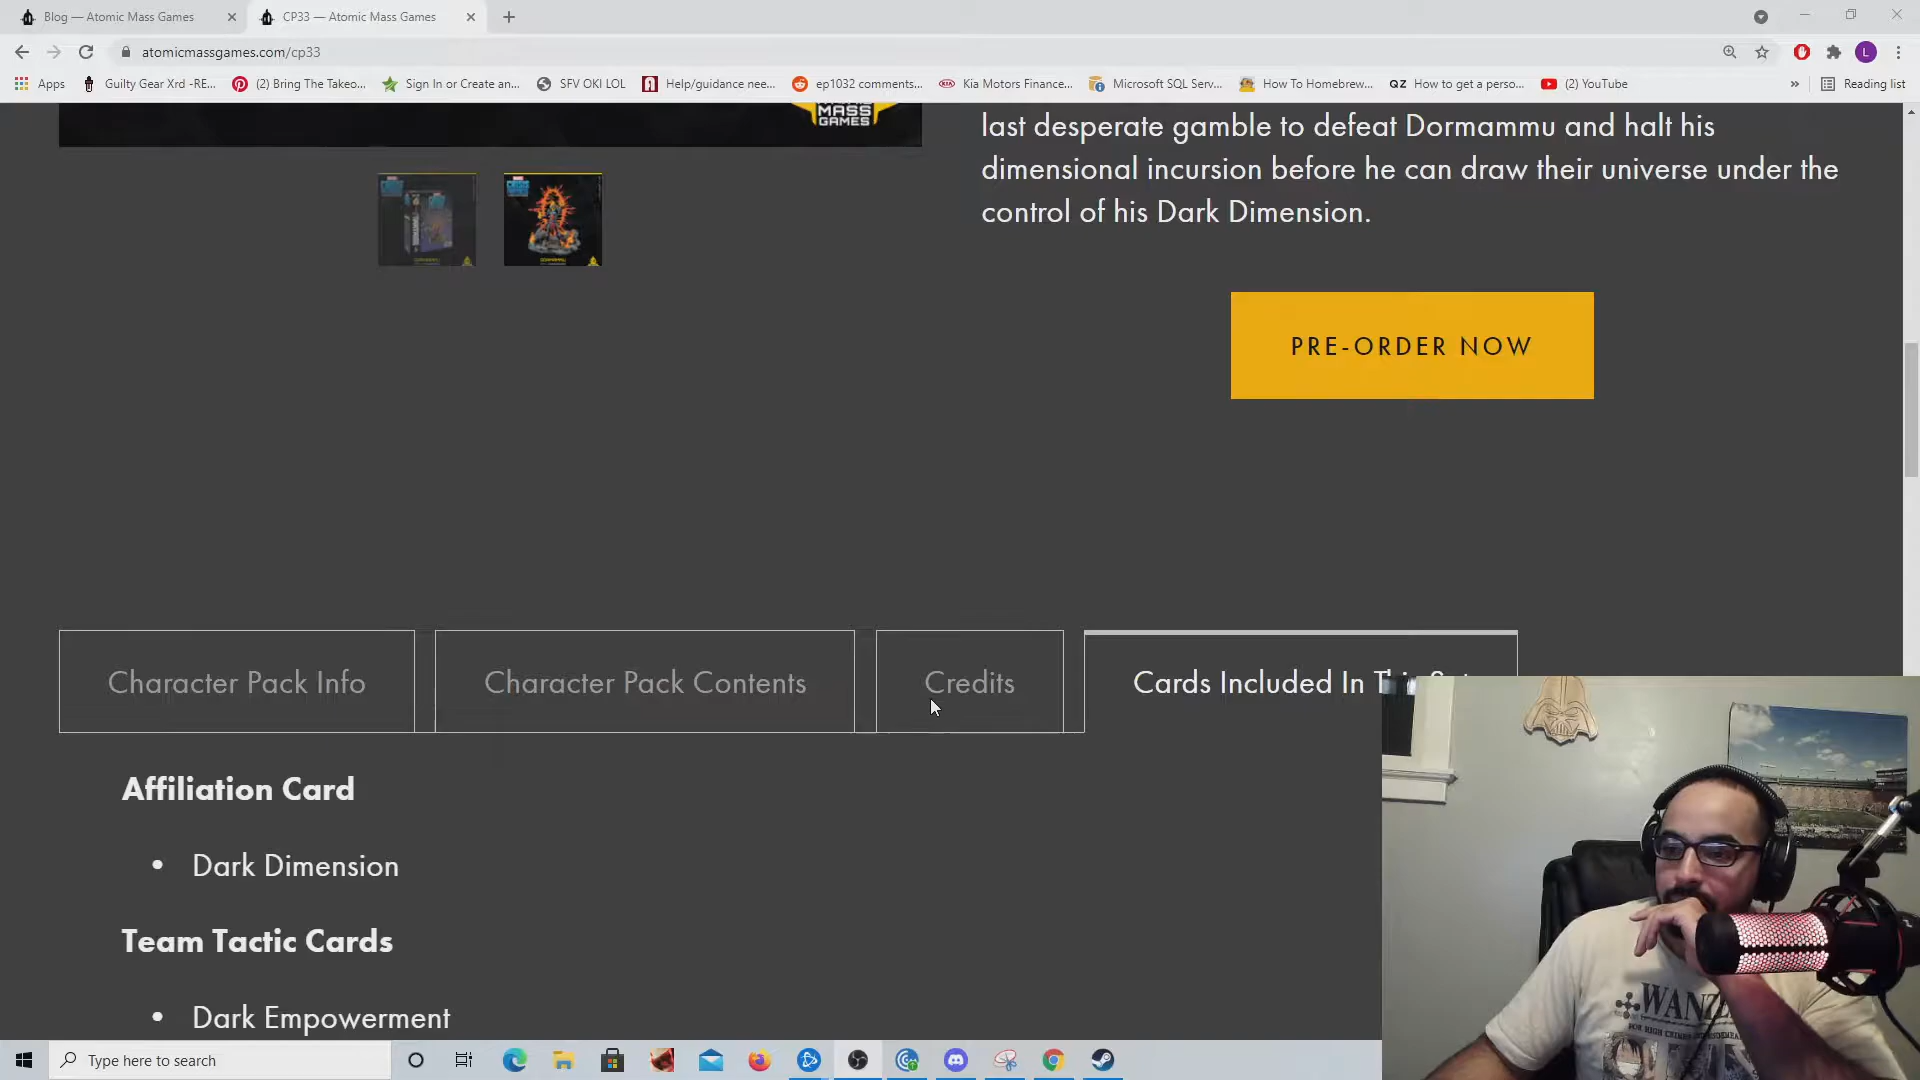 Blog — Atomic Mass Games
CP33 — Atomic Mass Games
atomicmassgames.com/cp33
L
Apps
Guilty Gear Xrd -RE...
(2) Bring The Takeo...
Sign In or Create an...
SFV OKI LOL
Help/guidance nee...
ep1032 comments...
Kia Motors Finance...
Microsoft SQL Serv...
How To Homebrew...
QZ How to get a perso...
(2) YouTube
»
Reading list
MASS
GAMES
last desperate gamble to defeat Dormammu and halt his
dimensional incursion before he can draw their universe under the
control of his Dark Dimension.
PRE-ORDER NOW
Character Pack Info
Character Pack Contents
Credits
Cards Included In
Affiliation Card
• Dark Dimension
Team Tactic Cards
• Dark Empowerment
WANZ
Type here to search